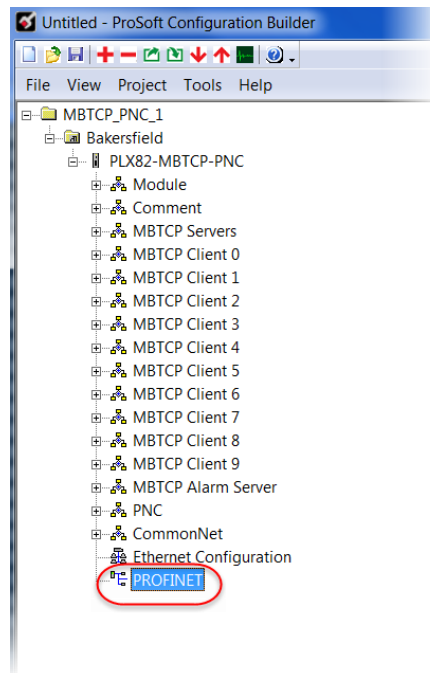 Untitled - ProSoft Configuration Builder
File View Project Tools Help
MBTCP_PNC_1
Bakersfield
PLX82-MBTCP-PNC
Module
Comment
MBTCP Servers
MBTCP Client 0
MBTCP Client 1
MBTCP Client 2
MBTCP Client 3
MBTCP Client 4
MBTCP Client 5
MBTCP Client 6
MBTCP Client 7
MBTCP Client 8
MBTCP Client 9
MBTCP Alarm Server
PNC
CommonNet
Ethernet Configuration
PROFINET